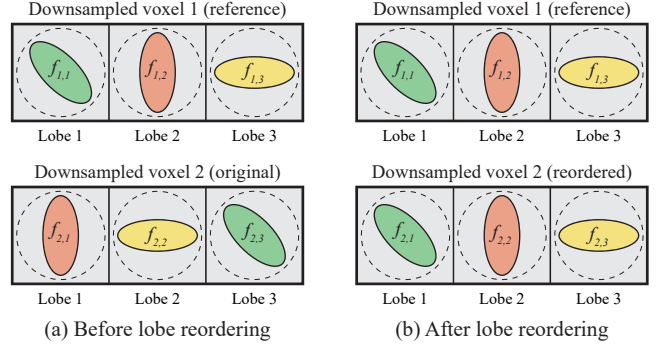 Downsampled voxel 1 (reference)
f1,1 f1,2 f1,3
Lobe 1 Lobe 2 Lobe 3
Downsampled voxel 2 (original)
f2,1 f2,2 f2,3
Lobe 1 Lobe 2 Lobe 3
(a) Before lobe reordering
Downsampled voxel 1 (reference)
f1,1 f1,2 f1,3
Lobe 1 Lobe 2 Lobe 3
Downsampled voxel 2 (reordered)
f2,1 f2,2 f2,3
Lobe 1 Lobe 2 Lobe 3
(b) After lobe reordering